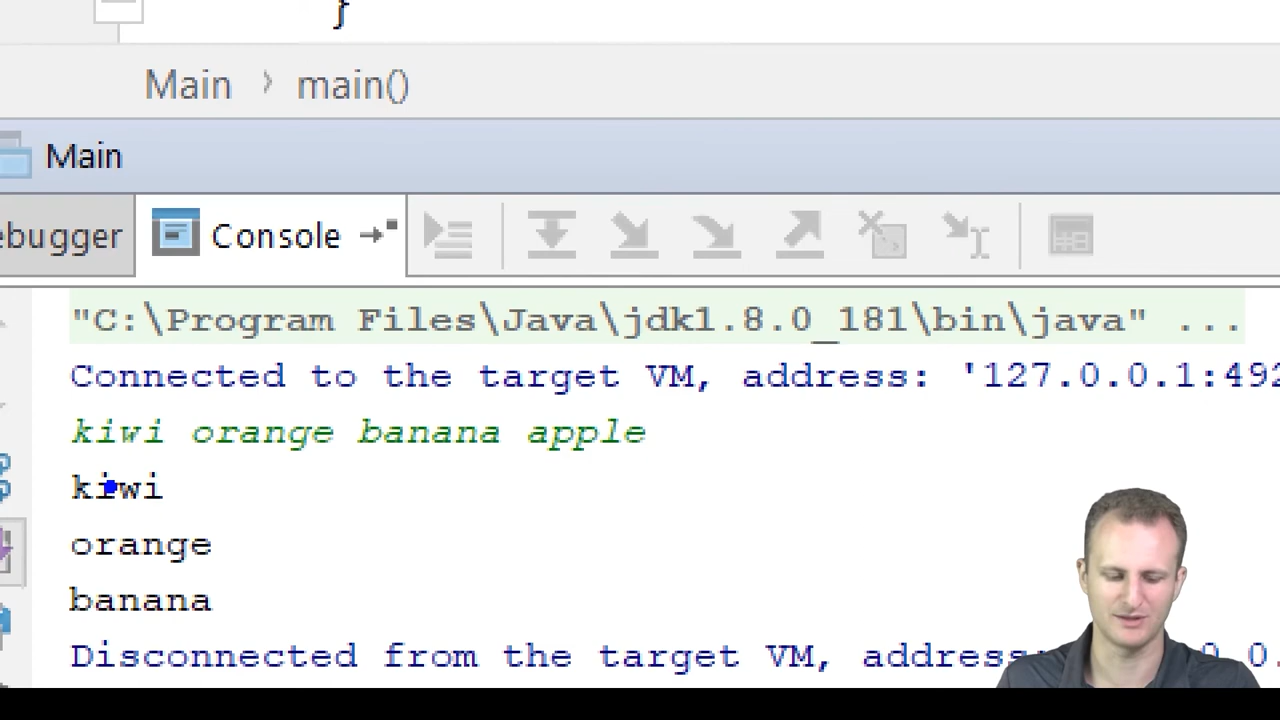 }
Main › main()
Main
ebugger Console
"C:\Program Files\Java\jdk1.8.0_181\bin\java" ...
Connected to the target VM, address: '127.0.0.1:492
kiwi orange banana apple
kiwi
orange
banana
Disconnected from the target VM, address